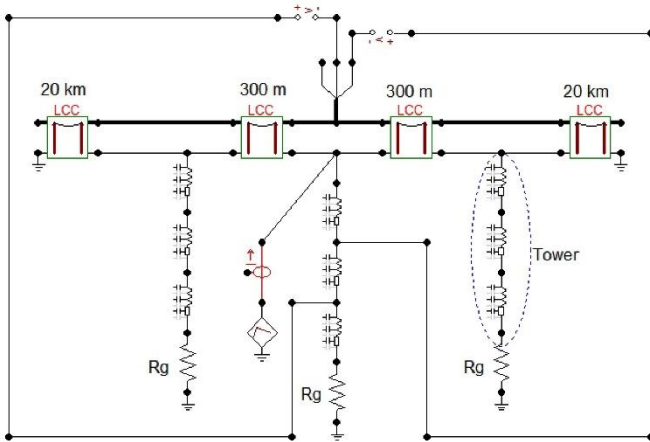 + V -
- V +
20 km
300 m
300 m
20 km
LCC
LCC
LCC
LCC
I
Tower
Rg
Rg
Rg